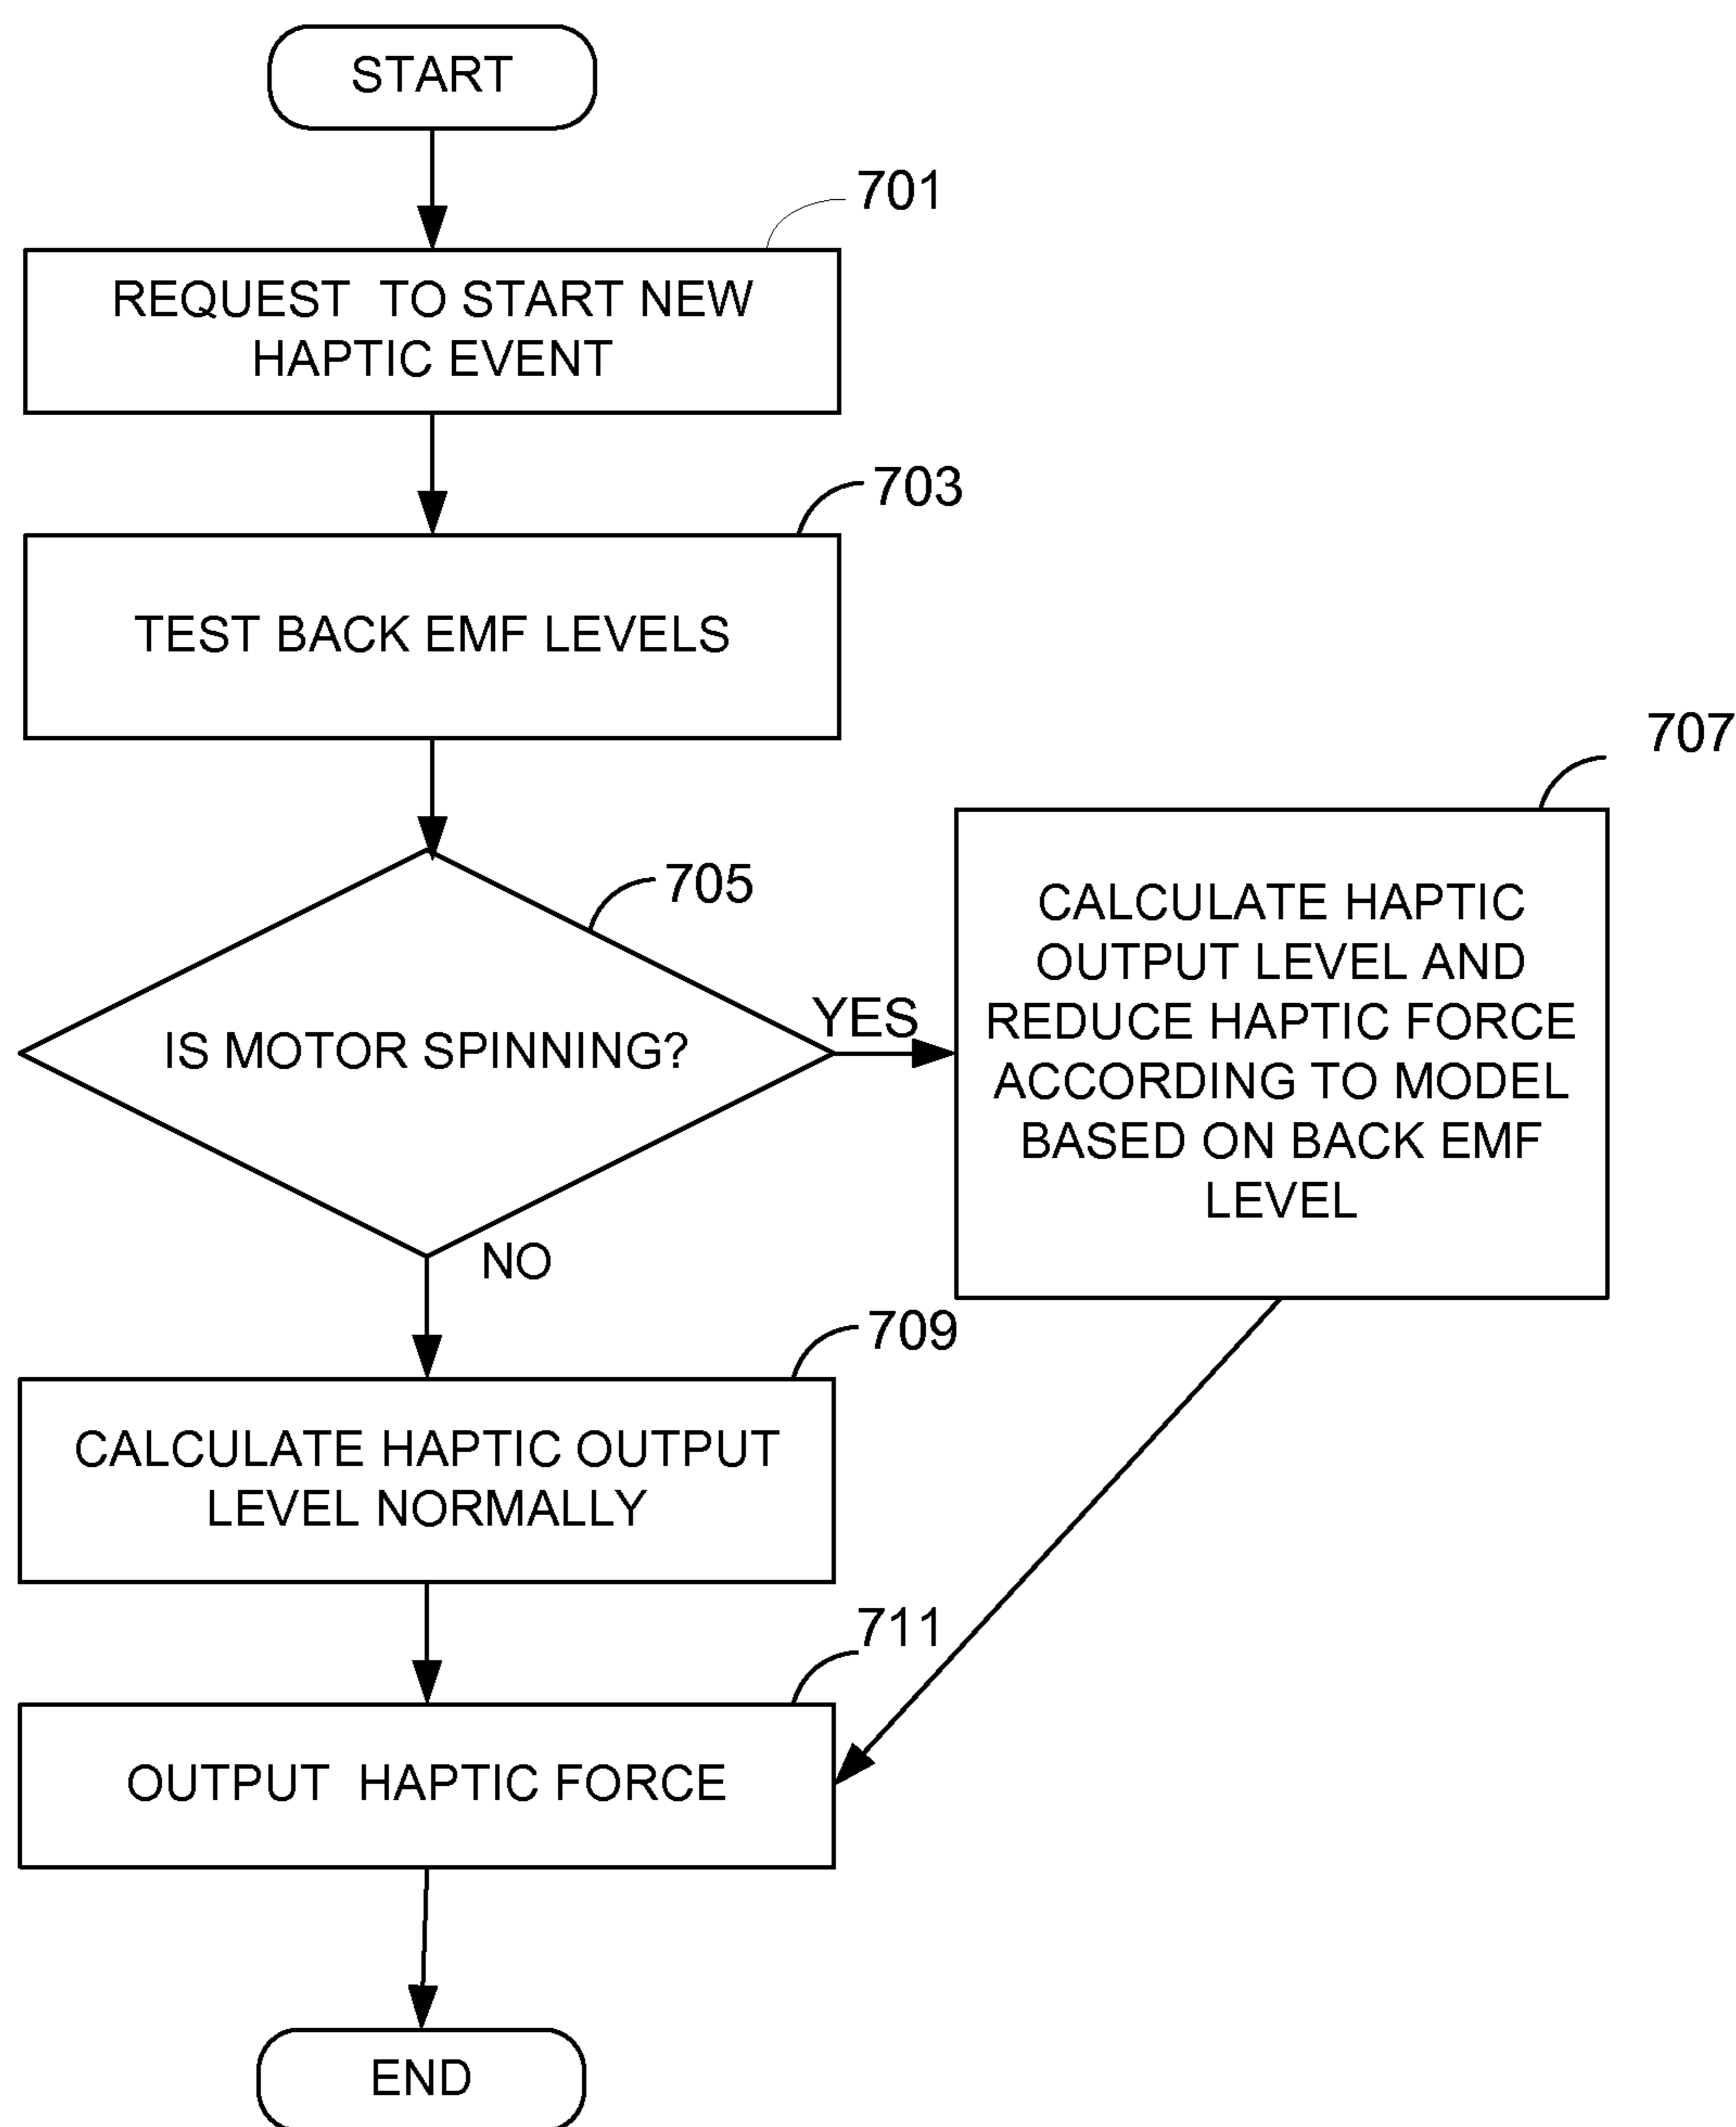 START
701
REQUEST TO START NEW
HAPTIC EVENT
703
TEST BACK EMF LEVELS
705
IS MOTOR SPINNING?
YES
707
CALCULATE HAPTIC
OUTPUT LEVEL AND
REDUCE HAPTIC FORCE
ACCORDING TO MODEL
BASED ON BACK EMF
LEVEL
NO
709
CALCULATE HAPTIC OUTPUT
LEVEL NORMALLY
711
OUTPUT HAPTIC FORCE
END